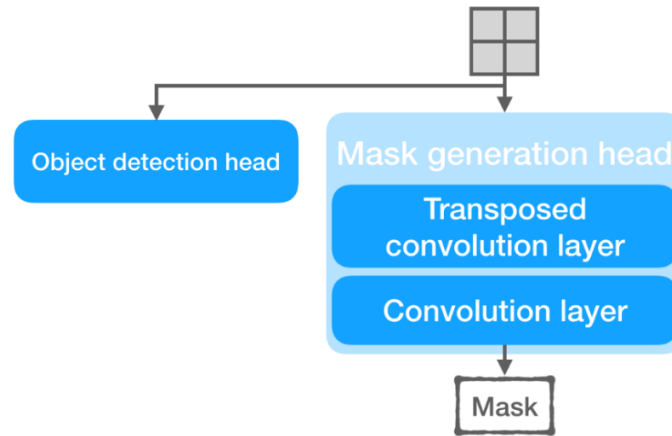 Object detection head
Mask generation head
Transposed
convolution layer
Convolution layer
Mask